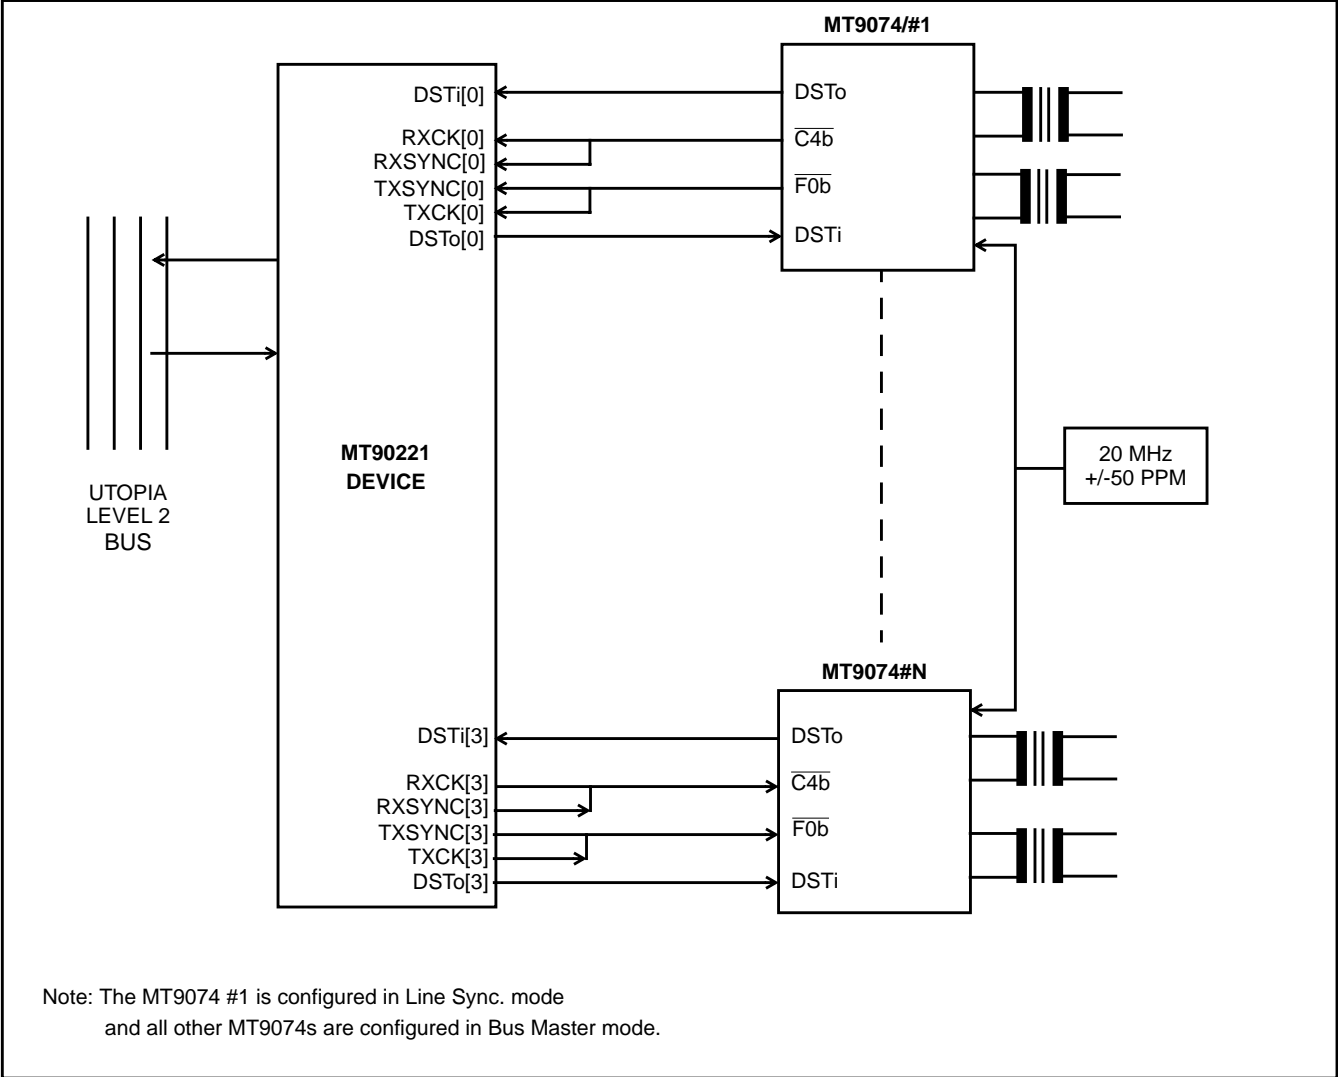 MT9074/#1
DSTi[0]
RXCK[0]
RXSYNC[0]
TXSYNC[0]
TXCK[0]
DSTo[0]
DSTo
C4b
F0b
DSTi
MT90221
DEVICE
UTOPIA
LEVEL 2
BUS
20 MHz
+/-50 PPM
MT9074#N
DSTi[3]
RXCK[3]
RXSYNC[3]
TXSYNC[3]
TXCK[3]
DSTo[3]
DSTo
C4b
F0b
DSTi
Note: The MT9074 #1 is configured in Line Sync. mode
and all other MT9074s are configured in Bus Master mode.